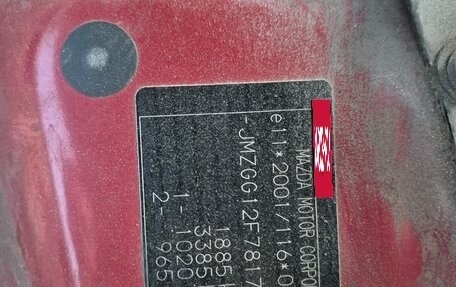 MAZDA MOTOR CORPO
e11*2001/116*0
-JMZGG12F7817
1885
3385
1-1020
2-965